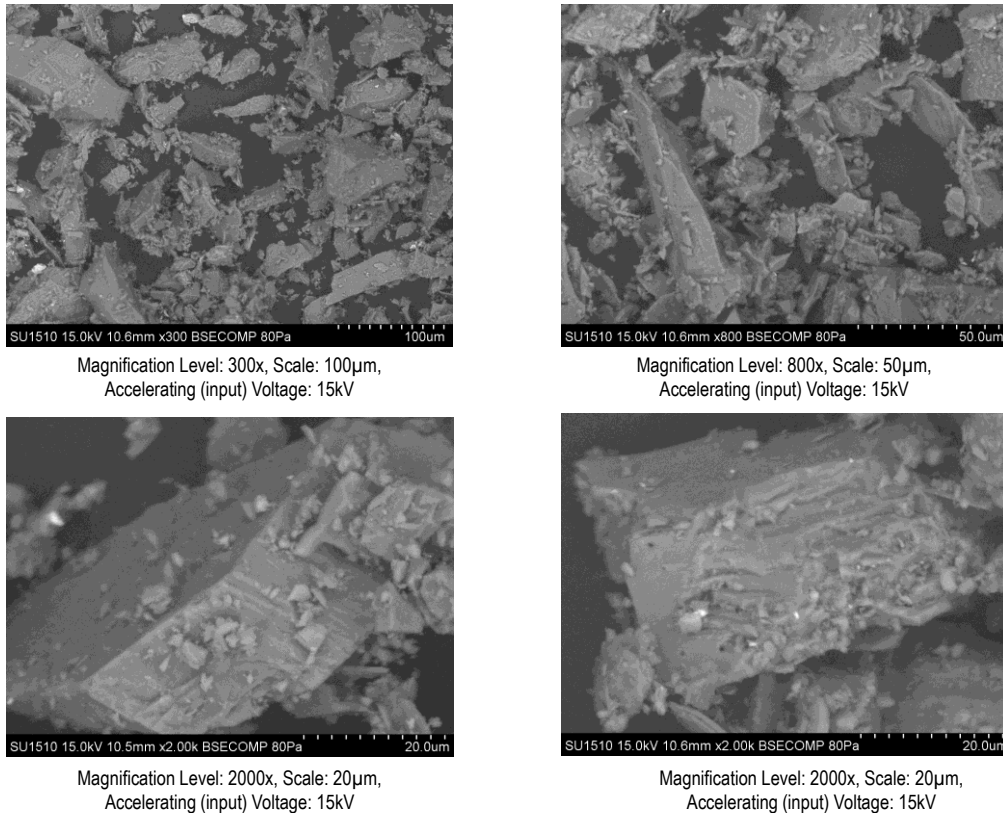 SU1510 15.0kV 10.6mm x300 BSECOMP 80Pa 100um
SU1510 15.0kV 10.6mm x800 BSECOMP 80Pa 50.0um
Magnification Level: 300x, Scale: 100µm,
Accelerating (input) Voltage: 15kV
Magnification Level: 800x, Scale: 50µm,
Accelerating (input) Voltage: 15kV
SU1510 15.0kV 10.5mm x2.00k BSECOMP 80Pa 20.0um
SU1510 15.0kV 10.6mm x2.00k BSECOMP 80Pa 20.0um
Magnification Level: 2000x, Scale: 20µm,
Accelerating (input) Voltage: 15kV
Magnification Level: 2000x, Scale: 20µm,
Accelerating (input) Voltage: 15kV